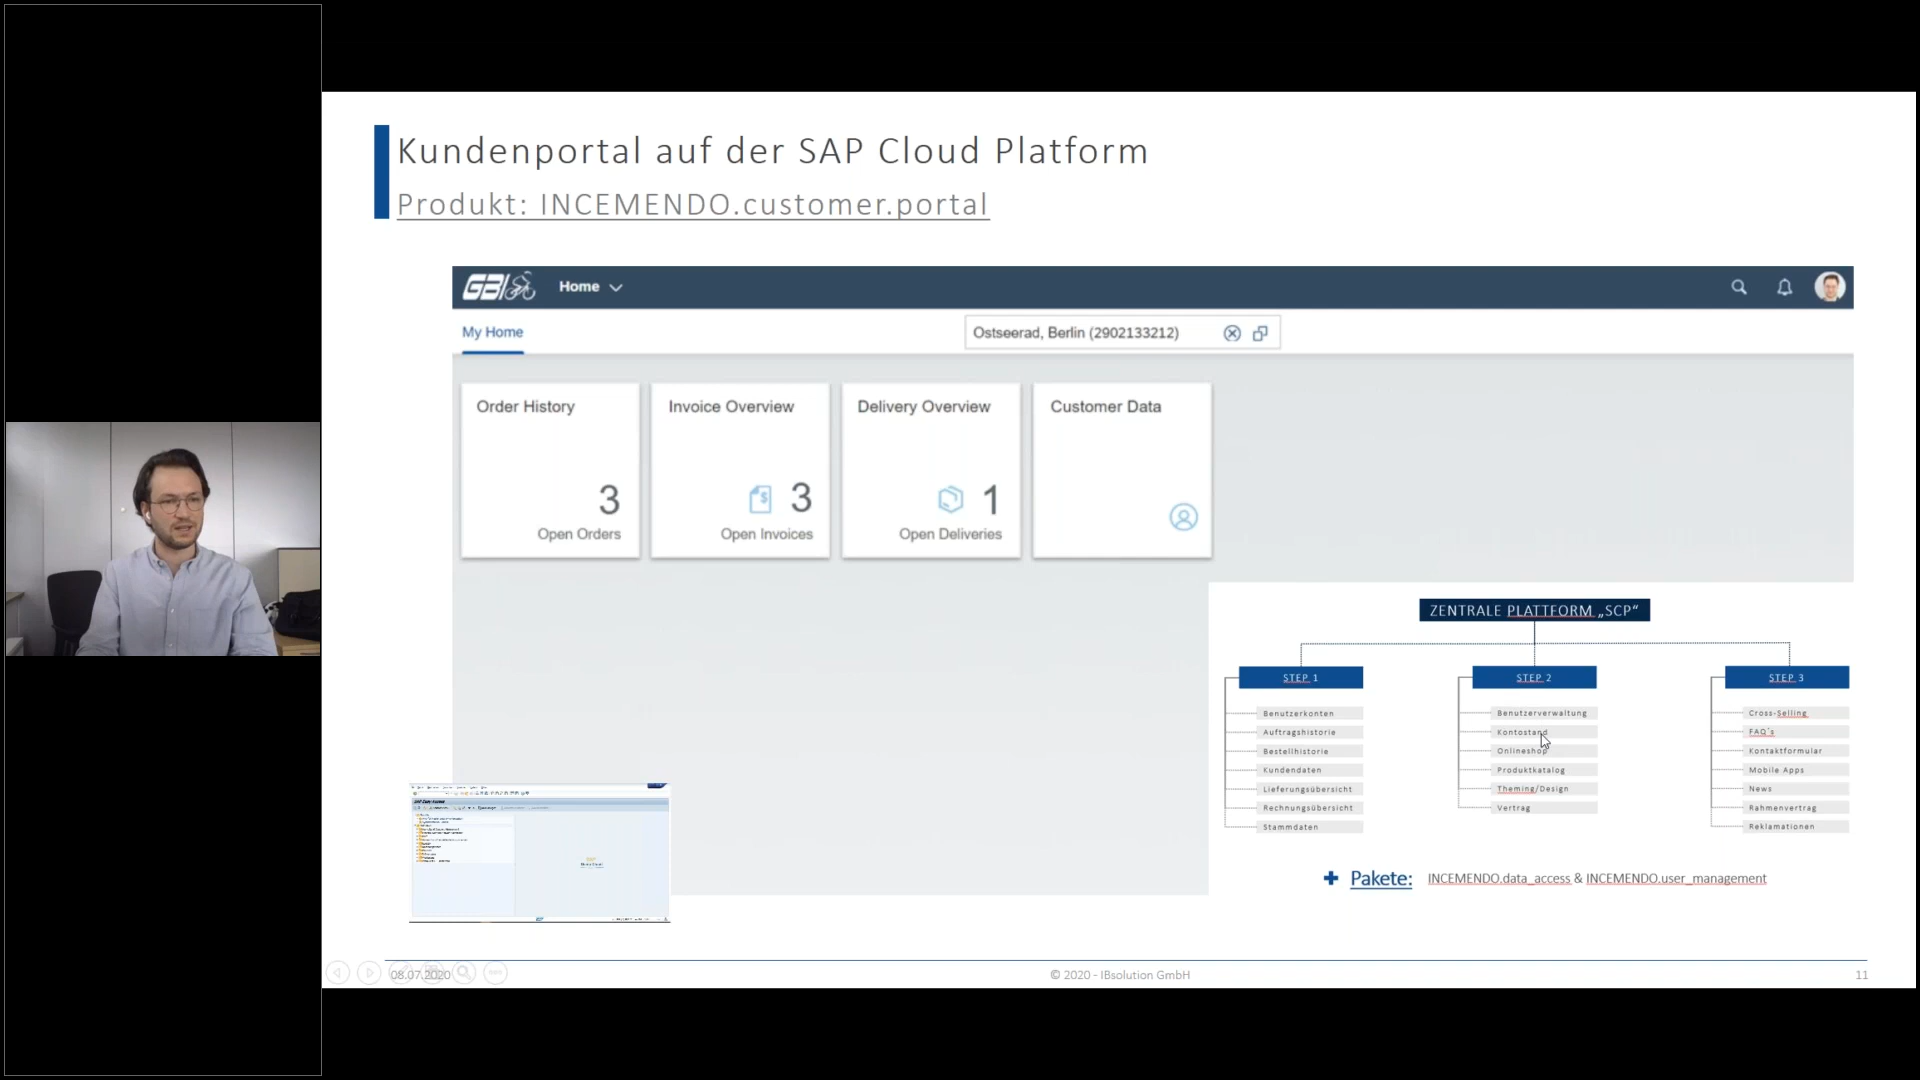 Kundenportal auf der SAP Cloud Platform
Produkt: INCEMENDO.customer.portal
GBI
Home
My Home
Ostseerad, Berlin (2902133212)
Order History
3
Open Orders
Invoice Overview
$ 3
Open Invoices
Delivery Overview
1
Open Deliveries
Customer Data
ZENTRALE PLATTFORM „SCP“
STEP 1
Benutzerkonten
Auftragshistorie
Bestellhistorie
Kundendaten
Lieferungsübersicht
Rechnungsübersicht
Stammdaten
STEP 2
Benutzerverwaltung
Kontostand
Onlineshop
Produktkatalog
Theming/Design
Vertrag
STEP 3
Cross-Selling
FAQ´s
Kontaktformular
Mobile Apps
News
Rahmenvertrag
Reklamationen
+ Pakete: INCEMENDO.data_access & INCEMENDO.user_management
08.07.2020
© 2020 - IBsolution GmbH
11